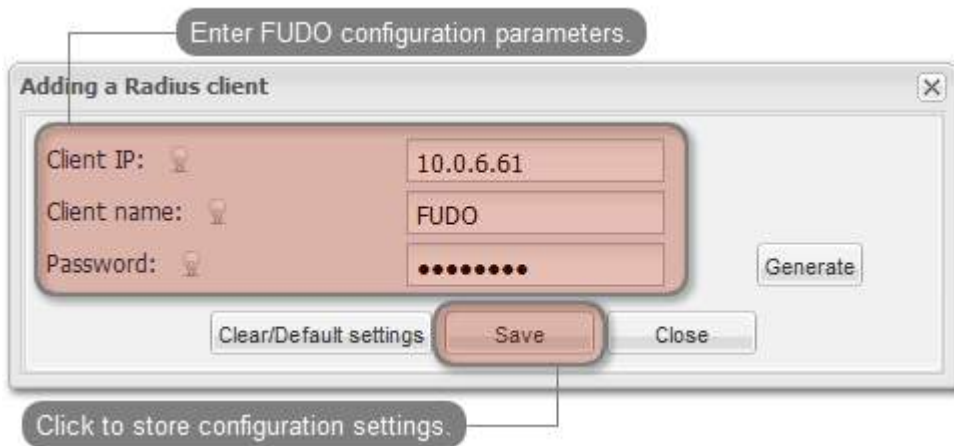 Enter FUDO configuration parameters.
Adding a Radius client
Client IP: 10.0.6.61
Client name: FUDO
Password: ●●●●●●●●
Generate
Clear/Default settings Save Close
Click to store configuration settings.